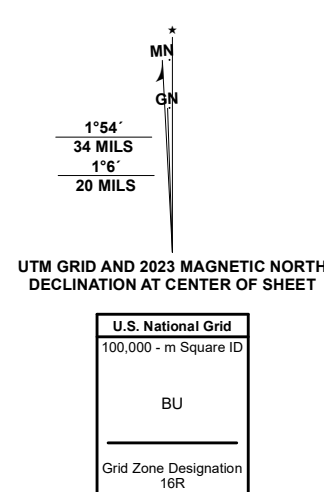 ★
MN
GN
1°54´
34 MILS
1°6´
20 MILS
UTM GRID AND 2023 MAGNETIC NORTH
DECLINATION AT CENTER OF SHEET
U.S. National Grid
100,000 - m Square ID
BU
Grid Zone Designation
16R